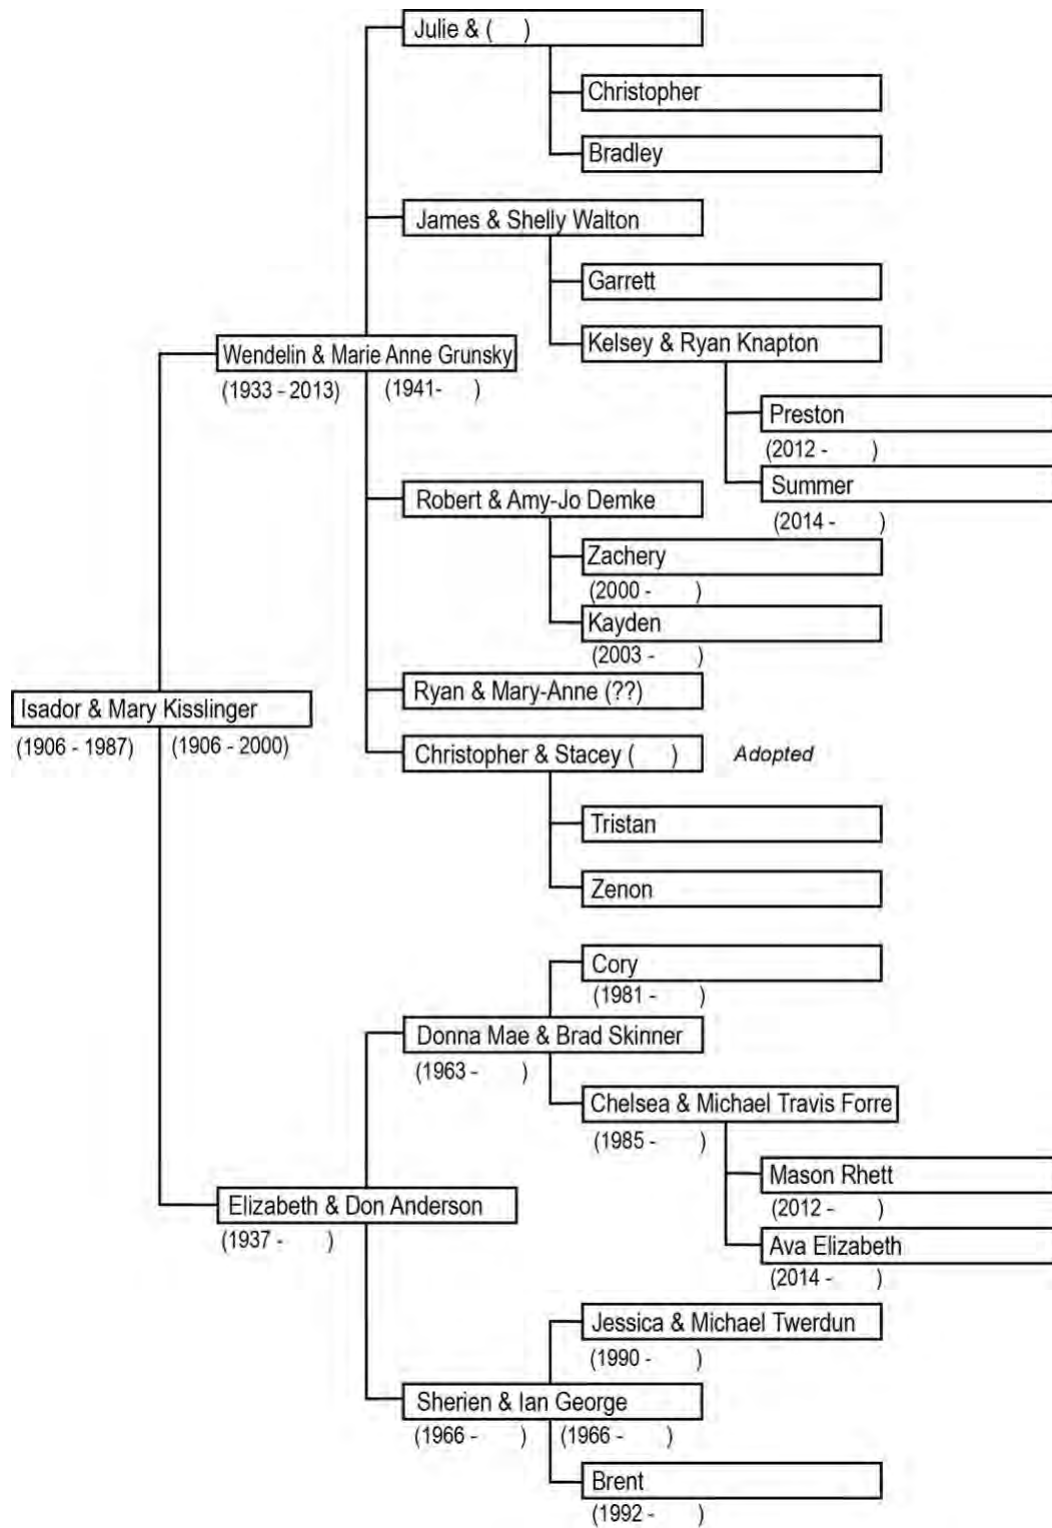 Julie & ( )
Christopher
Bradley
James & Shelly Walton
Garrett
Kelsey & Ryan Knapton
Wendelin & Marie Anne Grunsky
(1933 - 2013) (1941- )
Preston
(2012 - )
Summer
(2014 - )
Robert & Amy-Jo Demke
Zachery
(2000 - )
Kayden
(2003 - )
Ryan & Mary-Anne (??)
Isador & Mary Kisslinger
(1906 - 1987) (1906 - 2000)
Christopher & Stacey ( ) Adopted
Tristan
Zenon
Cory
(1981 - )
Donna Mae & Brad Skinner
(1963 - )
Chelsea & Michael Travis Forre
(1985 - )
Mason Rhett
(2012 - )
Elizabeth & Don Anderson
(1937 - )
Ava Elizabeth
(2014 - )
Jessica & Michael Twerdun
(1990 - )
Sherien & Ian George
(1966 - ) (1966 - )
Brent
(1992 - )